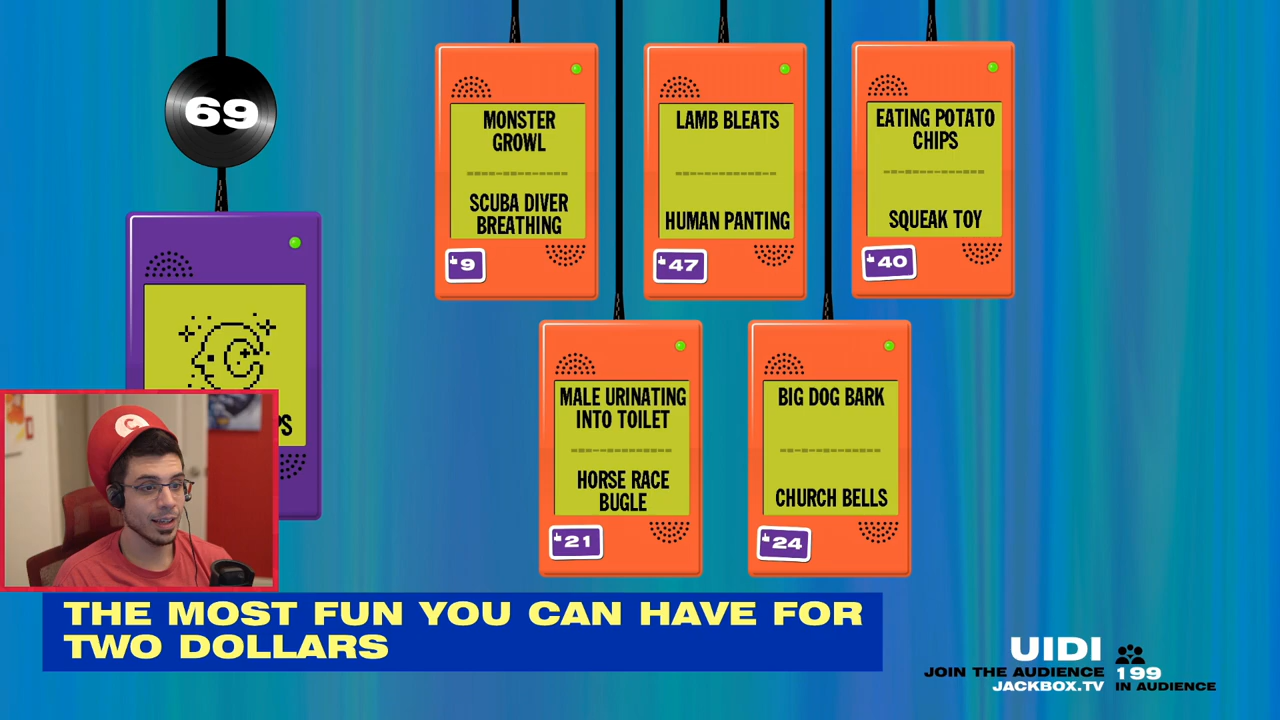 69
PS
MONSTER
GROWL
SCUBA DIVER
BREATHING
9
LAMB BLEATS
HUMAN PANTING
47
EATING POTATO
CHIPS
SQUEAK TOY
40
MALE URINATING
INTO TOILET
HORSE RACE
BUGLE
21
BIG DOG BARK
CHURCH BELLS
24
C
THE MOST FUN YOU CAN HAVE FOR
TWO DOLLARS
UIDI
JOIN THE AUDIENCE
JACKBOX.TV
199
IN AUDIENCE